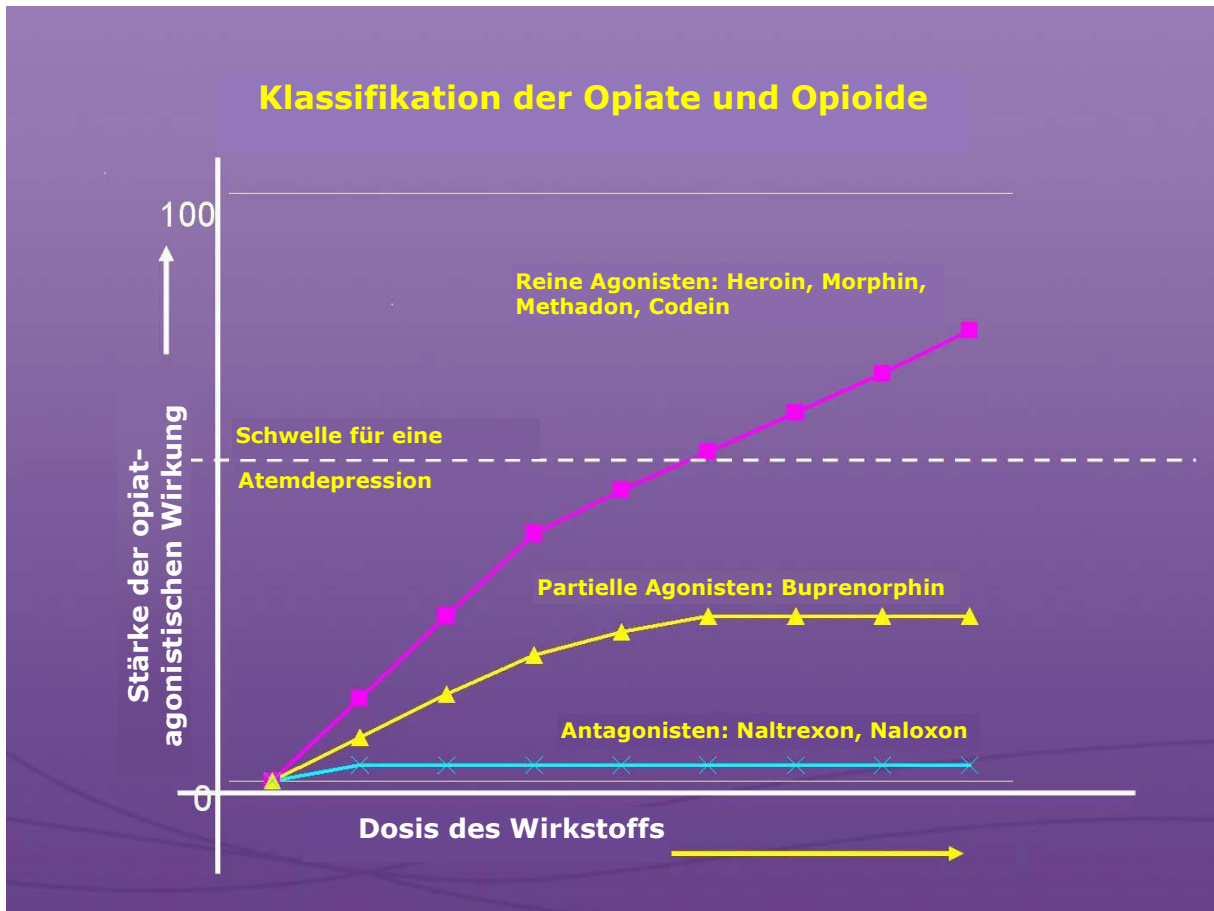 Klassifikation der Opiate und Opioide
100
Reine Agonisten: Heroin, Morphin,
Methadon, Codein
Schwelle für eine
Atemdepression
Stärke der opiat-
agonistischen Wirkung
Partielle Agonisten: Buprenorphin
Antagonisten: Naltrexon, Naloxon
0
Dosis des Wirkstoffs